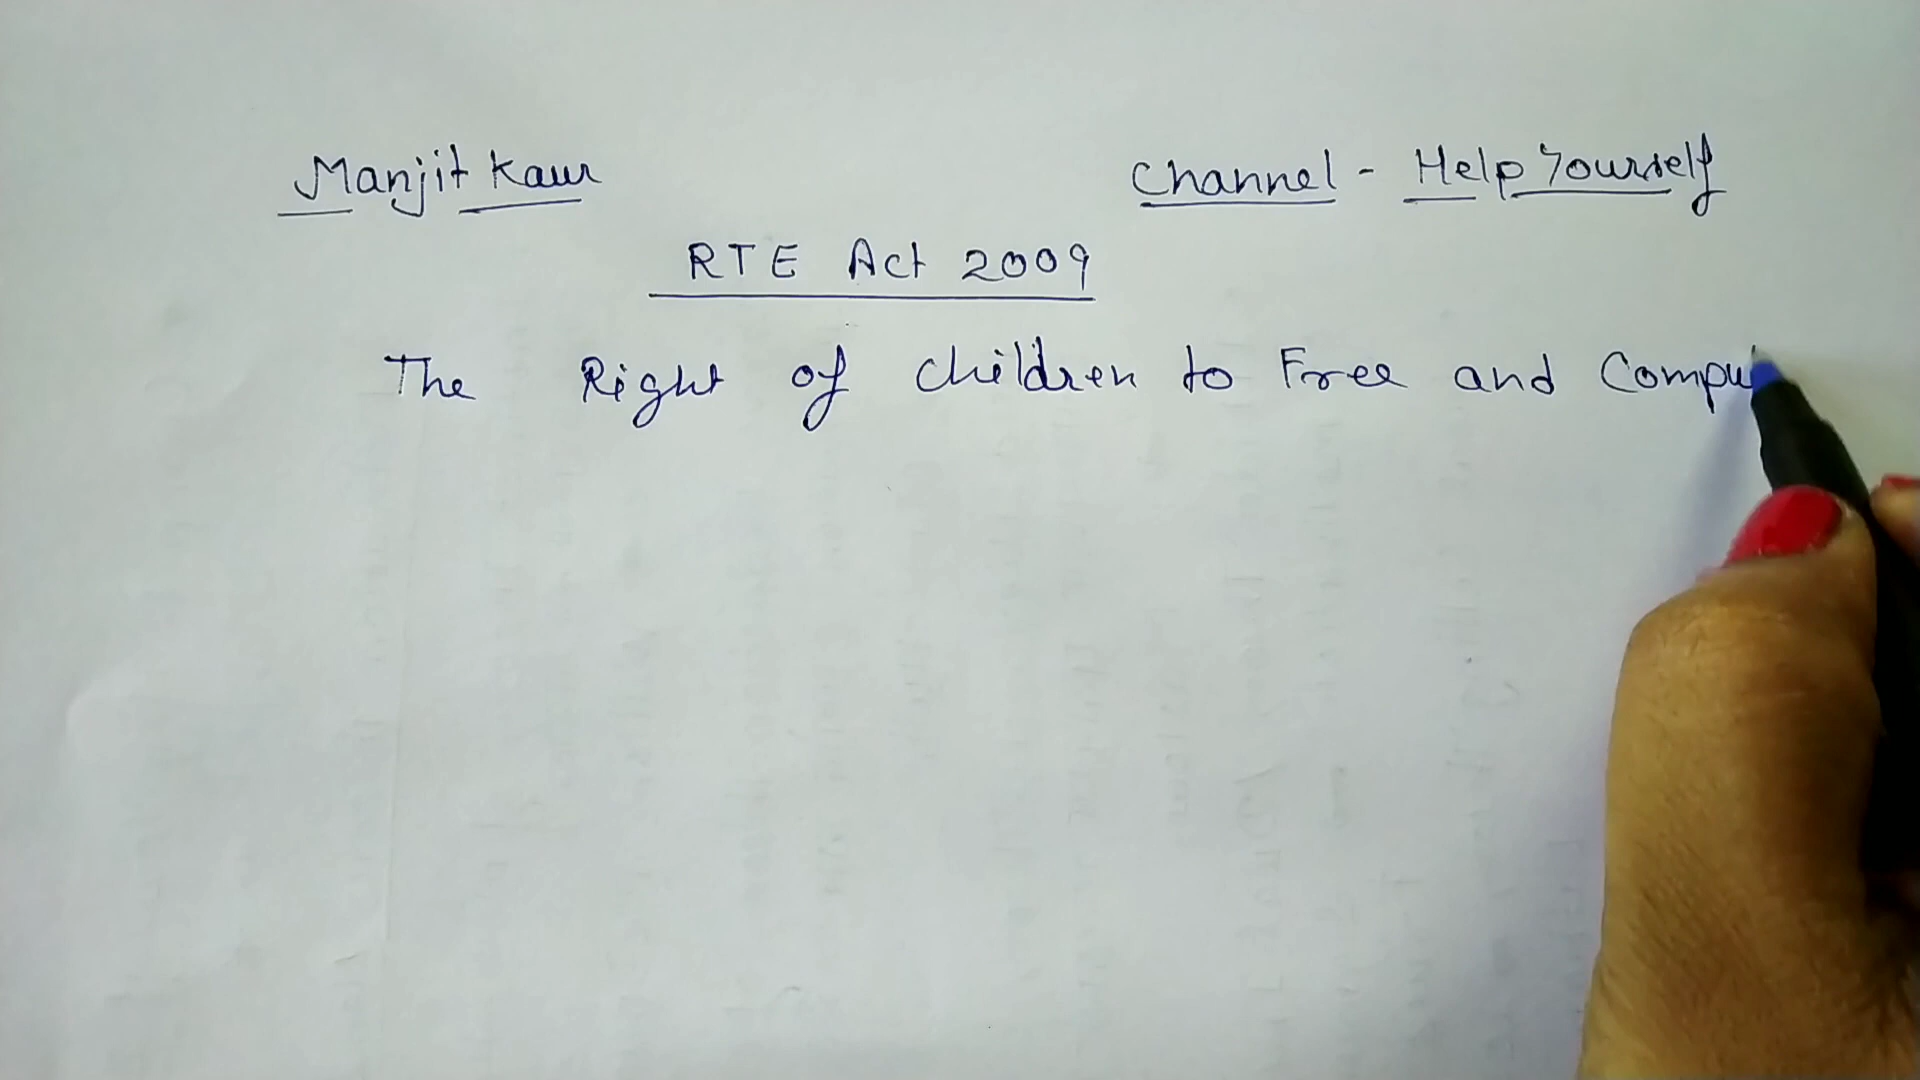 Manjit Kaur Channel - Help Yourself
RTE Act 2009
The Right of children to Free and Compu